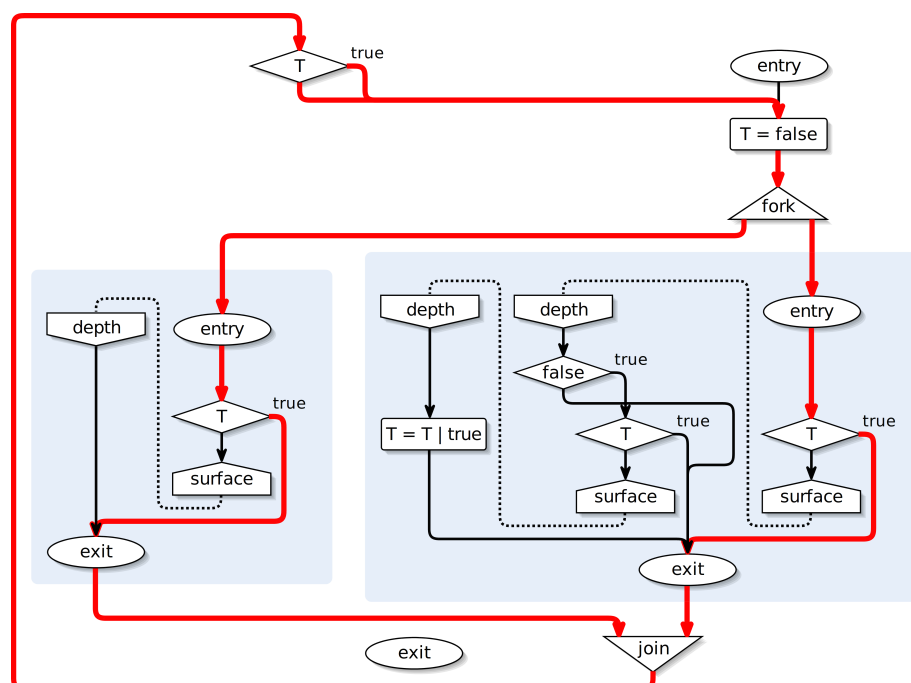 true
T
entry
T = false
fork
depth
entry
T
true
surface
exit
depth
depth
entry
false
true
T = T | true
T
true
surface
T
true
surface
exit
exit
join